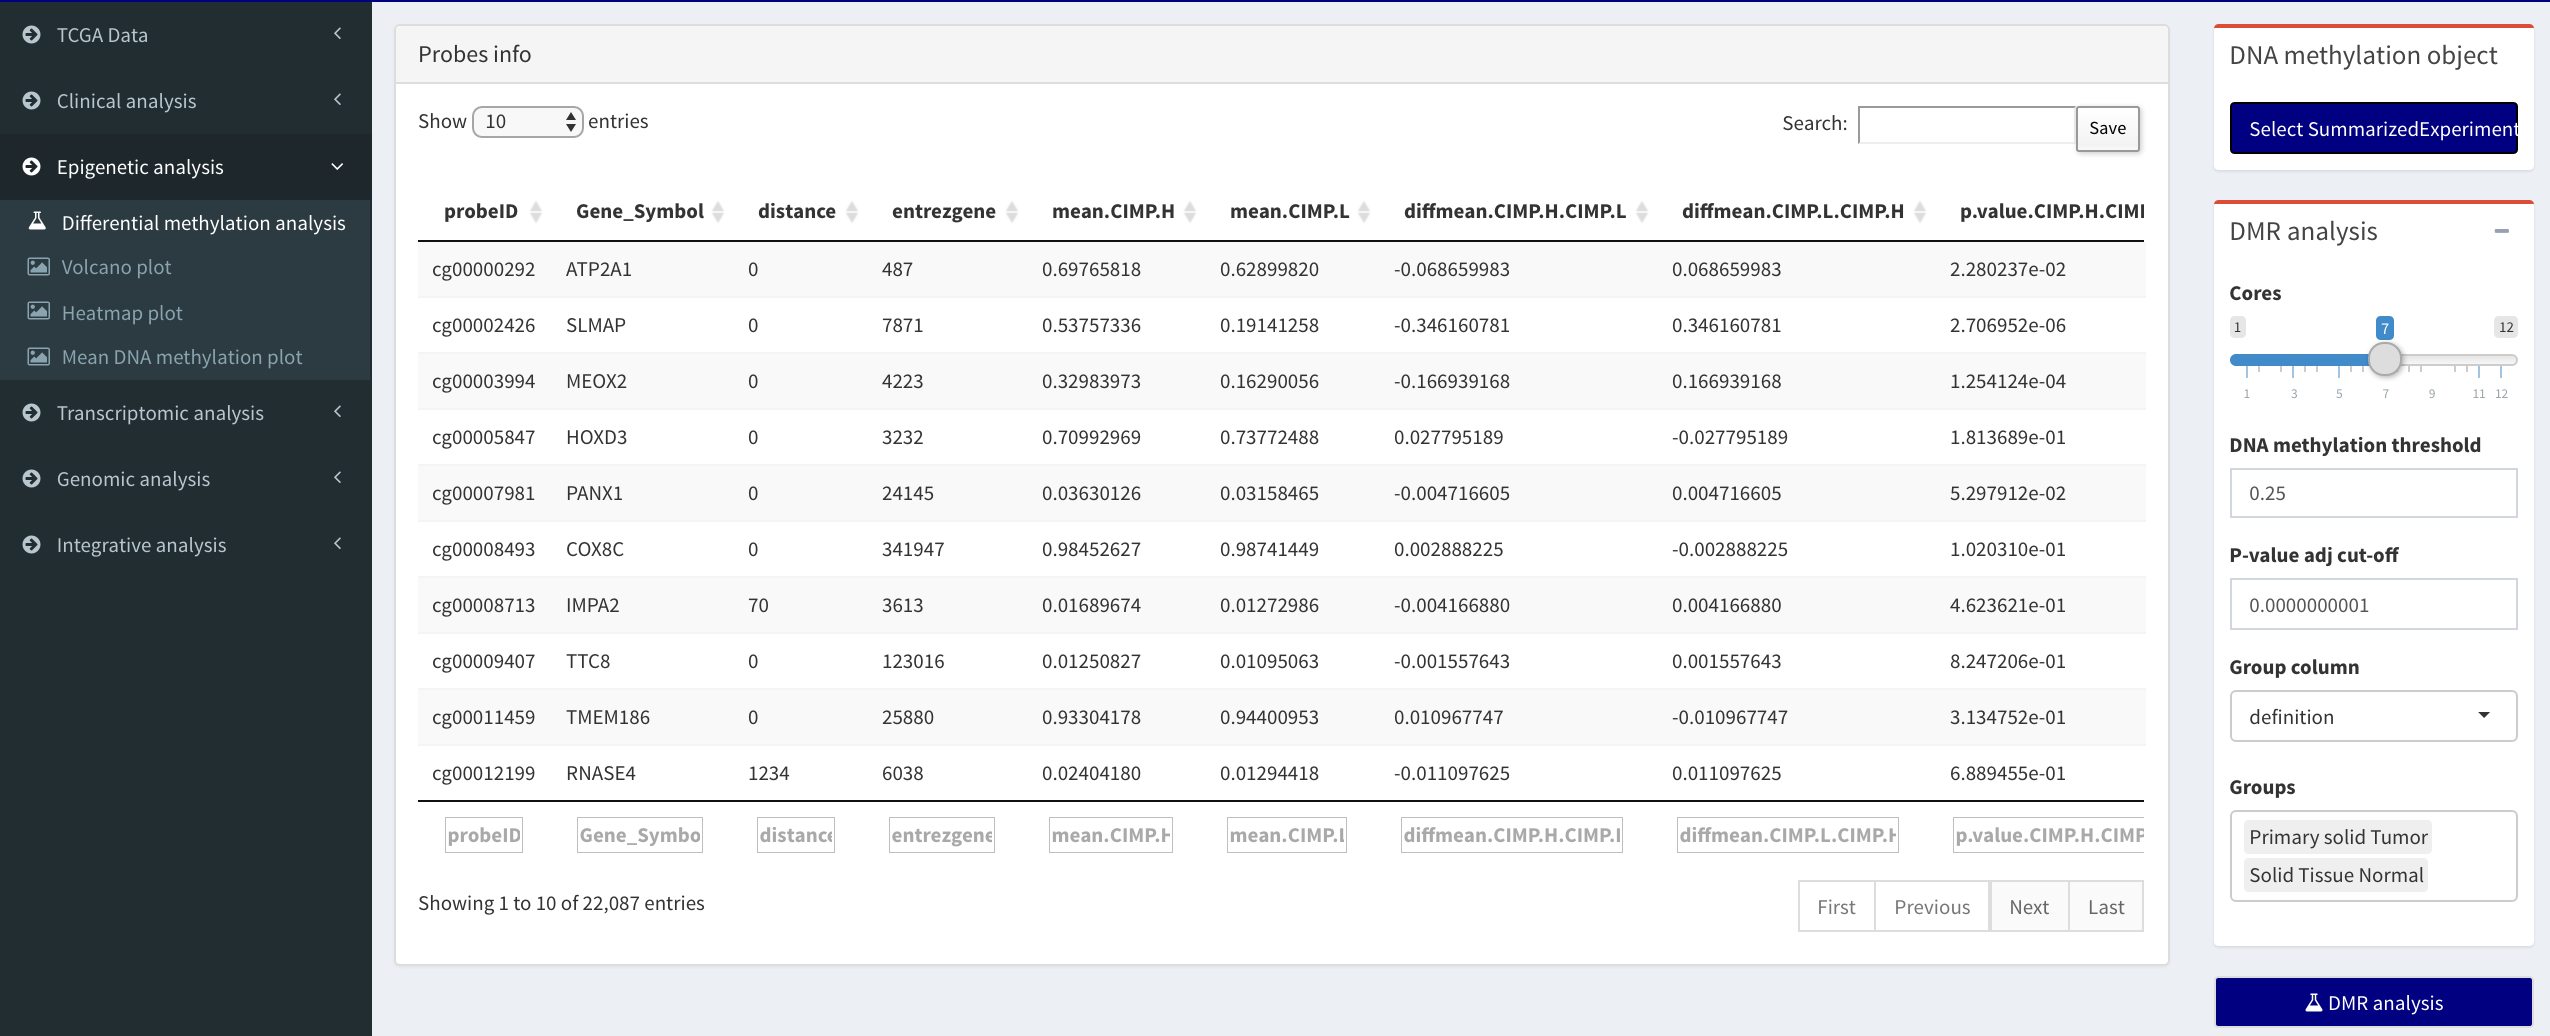 TCGA Data
Clinical analysis
Epigenetic analysis
Differential methylation analysis
Volcano plot
Heatmap plot
Mean DNA methylation plot
Transcriptomic analysis
Genomic analysis
Integrative analysis
Probes info
Show 10 entries
Search: Save
probeID Gene_Symbol distance entrezgene mean.CIMP.H mean.CIMP.L diffmean.CIMP.H.CIMP.L diffmean.CIMP.L.CIMP.H p.value.CIMP.H.CIMI
cg00000292 ATP2A1 0 487 0.69765818 0.62899820 -0.068659983 0.068659983 2.280237e-02
cg00002426 SLMAP 0 7871 0.53757336 0.19141258 -0.346160781 0.346160781 2.706952e-06
cg00003994 MEOX2 0 4223 0.32983973 0.16290056 -0.166939168 0.166939168 1.254124e-04
cg00005847 HOXD3 0 3232 0.70992969 0.73772488 0.027795189 -0.027795189 1.813689e-01
cg00007981 PANX1 0 24145 0.03630126 0.03158465 -0.004716605 0.004716605 5.297912e-02
cg00008493 COX8C 0 341947 0.98452627 0.98741449 0.002888225 -0.002888225 1.020310e-01
cg00008713 IMPA2 70 3613 0.01689674 0.01272986 -0.004166880 0.004166880 4.623621e-01
cg00009407 TTC8 0 123016 0.01250827 0.01095063 -0.001557643 0.001557643 8.247206e-01
cg00011459 TMEM186 0 25880 0.93304178 0.94400953 0.010967747 -0.010967747 3.134752e-01
cg00012199 RNASE4 1234 6038 0.02404180 0.01294418 -0.011097625 0.011097625 6.889455e-01
probeID Gene_Symbo distance entrezgene mean.CIMP.H mean.CIMP.L diffmean.CIMP.H.CIMP.I diffmean.CIMP.L.CIMP.H p.value.CIMP.H.CIMP
Showing 1 to 10 of 22,087 entries
First Previous Next Last
DNA methylation object
Select SummarizedExperiment
DMR analysis
Cores
1 7 12
1 3 5 7 9 11 12
DNA methylation threshold
0.25
P-value adj cut-off
0.0000000001
Group column
definition
Groups
Primary solid Tumor
Solid Tissue Normal
DMR analysis